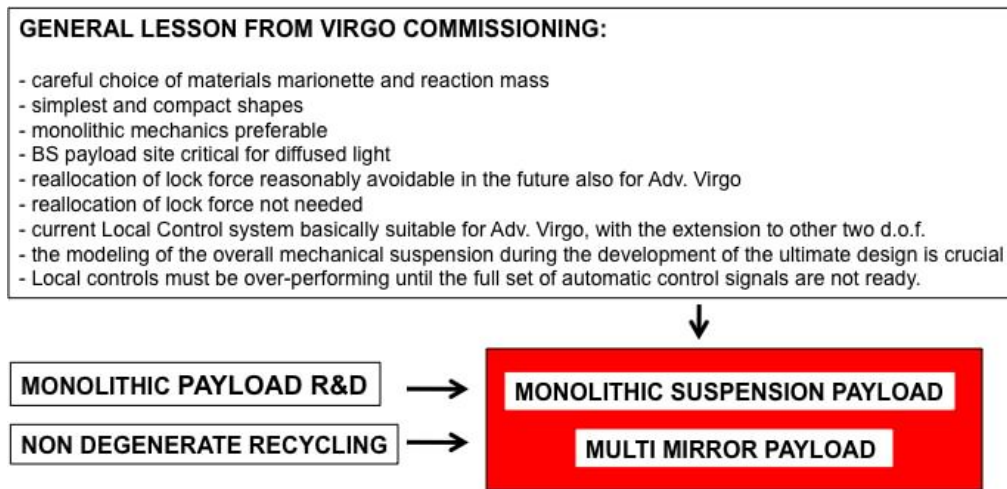 GENERAL LESSON FROM VIRGO COMMISSIONING:
- careful choice of materials marionette and reaction mass
- simplest and compact shapes
- monolithic mechanics preferable
- BS payload site critical for diffused light
- reallocation of lock force reasonably avoidable in the future also for Adv. Virgo
- reallocation of lock force not needed
- current Local Control system basically suitable for Adv. Virgo, with the extension to other two d.o.f.
- the modeling of the overall mechanical suspension during the development of the ultimate design is crucial
- Local controls must be over-performing until the full set of automatic control signals are not ready.
MONOLITHIC PAYLOAD R&D
MONOLITHIC SUSPENSION PAYLOAD
NON DEGENERATE RECYCLING
MULTI MIRROR PAYLOAD